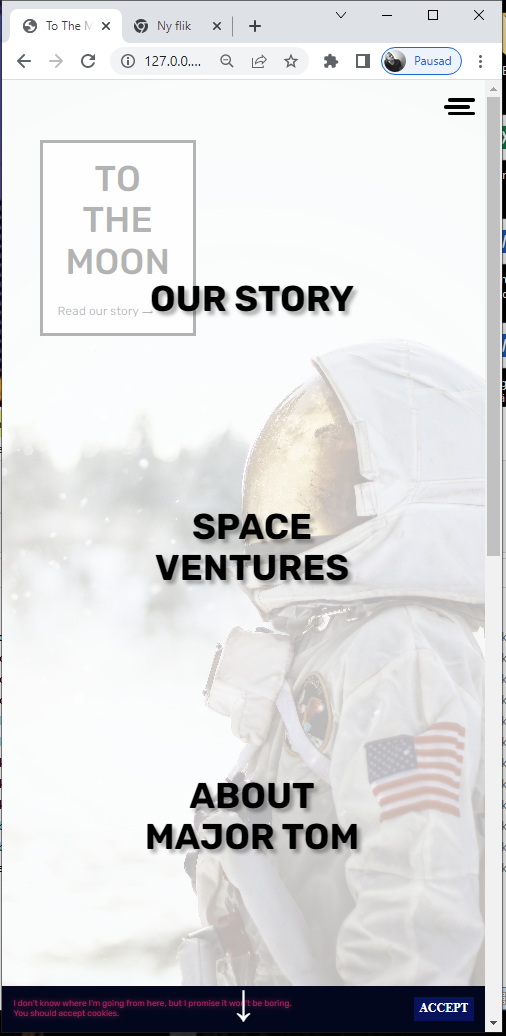 To The M
Ny flik
127.0.0....
Pausad
TO
THE
MOON
Read our story →
OUR STORY
SPACE
VENTURES
ABOUT
MAJOR TOM
I don't know where I'm going from here, but I promise it won't be boring.
You should accept cookies.
ACCEPT